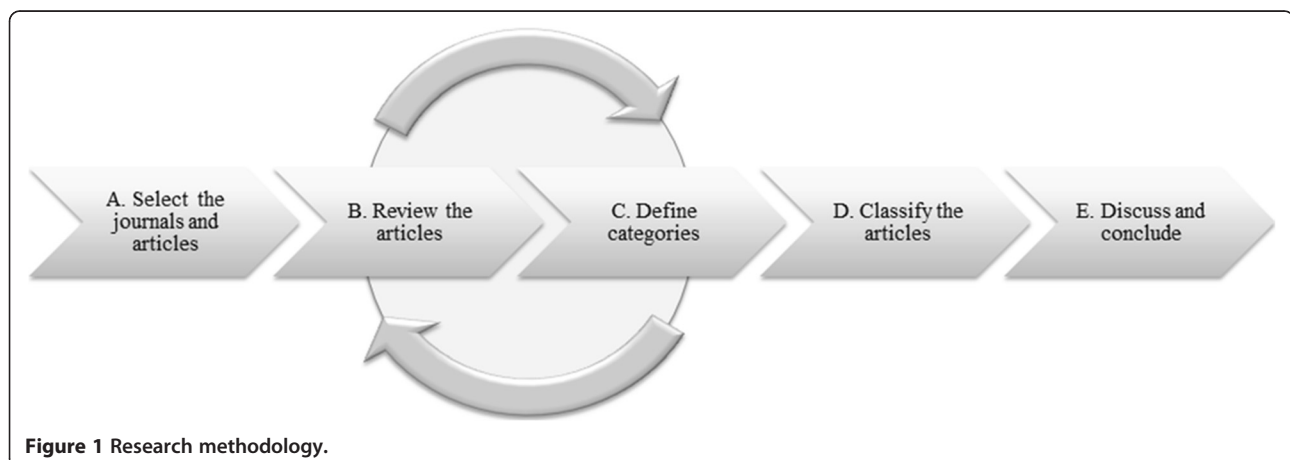 A. Select the
journals and
articles
B. Review the
articles
C. Define
categories
D. Classify the
articles
E. Discuss and
conclude
Figure 1 Research methodology.